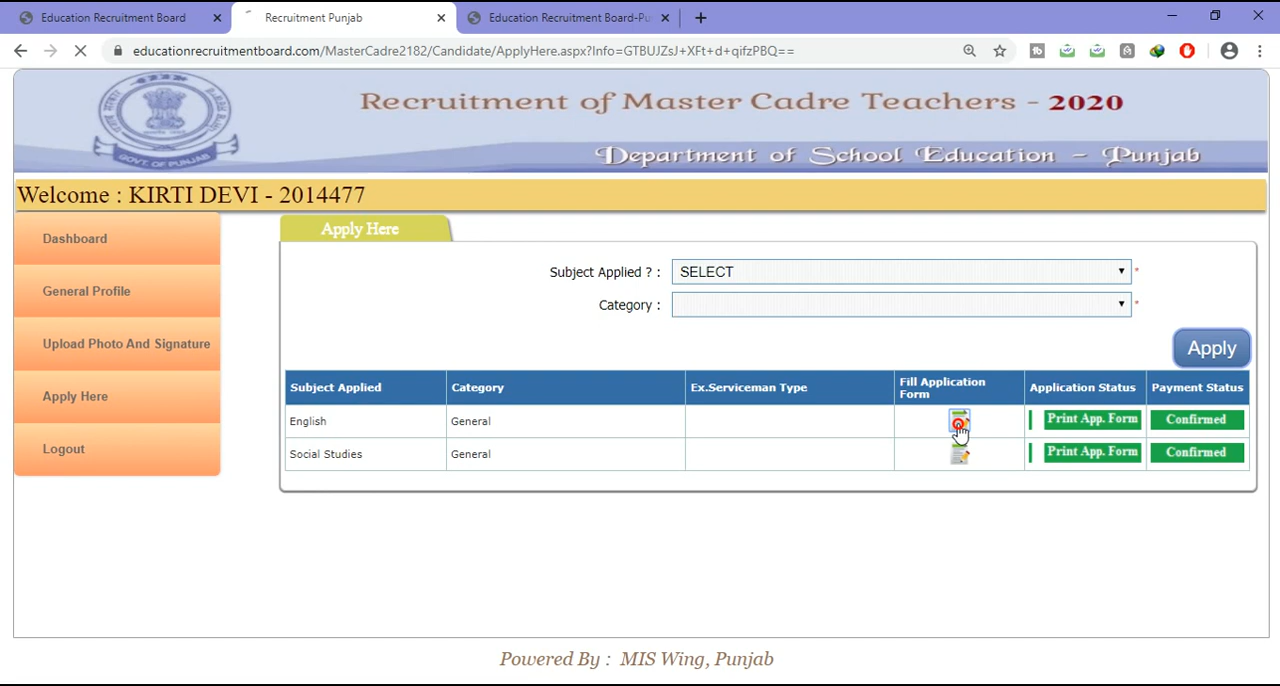 Education Recruitment Board
Recruitment Punjab
Education Recruitment Board-Pu
educationrecruitmentboard.com/MasterCadre2182/Candidate/ApplyHere.aspx?Info=GTBUJZsJ+XFt+d+qifzPBQ==
Recruitment of Master Cadre Teachers - 2020
GOVT. OF PUNJAB
Department of School Education - Punjab
Welcome : KIRTI DEVI - 2014477
Dashboard
General Profile
Upload Photo And Signature
Apply Here
Logout
Apply Here
Subject Applied ? : SELECT *
Category : *
Apply
Subject Applied Category Ex.Serviceman Type Fill Application Form Application Status Payment Status
English General Print App. Form Confirmed
Social Studies General Print App. Form Confirmed
Powered By : MIS Wing, Punjab